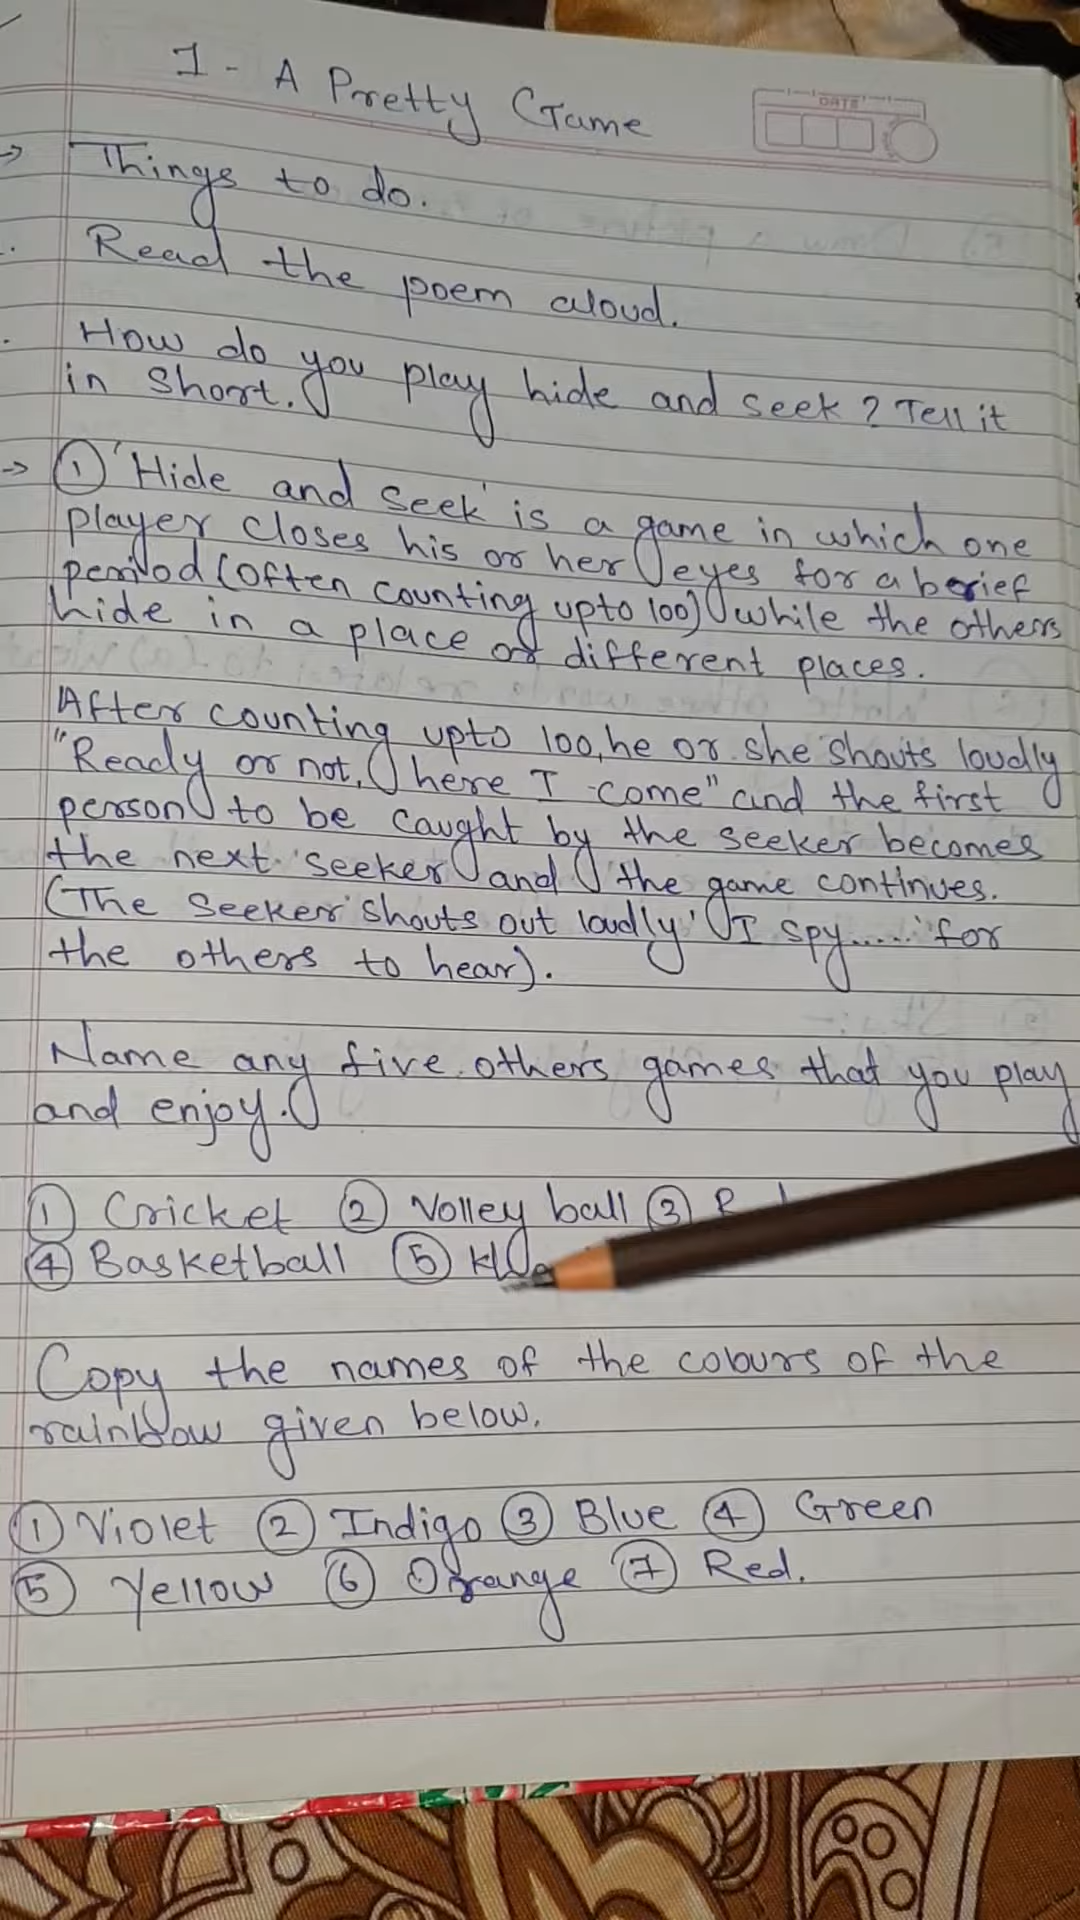 1 - A Pretty Game
DATE
→ Things to do.
Read the poem aloud.
How do you play hide and seek ? Tell it
in short.
→ ① 'Hide and seek' is a game in which one
player closes his or her eyes for a berief
period (often counting upto 100) while the others
hide in a place or different places.
After counting upto 100, he or she shouts loudly
"Ready or not, here I come" and the first
person to be caught by the seeker becomes
the next seeker and the game continues.
(The seeker shouts out loudly 'I spy......' for
the others to hear).
Name any five others games that you play
and enjoy.
① Cricket ② Volley ball ③
④ Basketball ⑤
Copy the names of the colours of the
rainbow given below.
① Violet ② Indigo ③ Blue ④ Green
⑤ Yellow ⑥ Orange ⑦ Red.